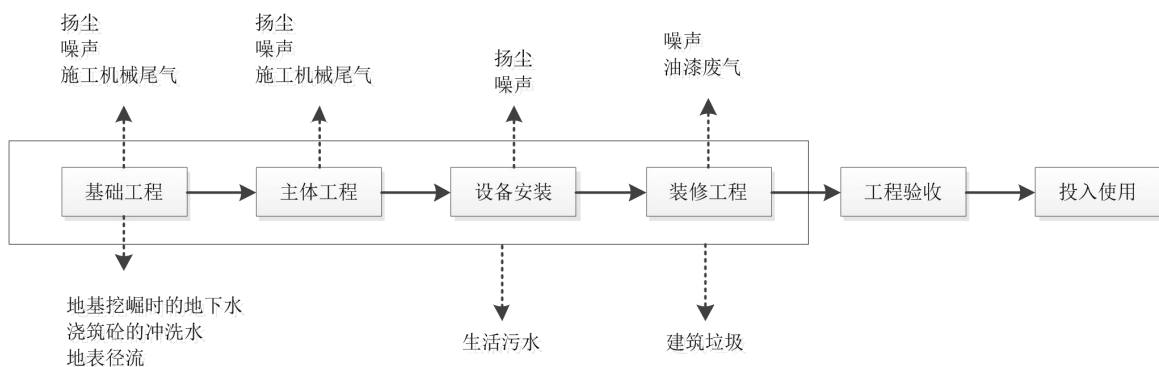 扬尘
噪声
施工机械尾气
扬尘
噪声
施工机械尾气
扬尘
噪声
噪声
油漆废气
基础工程
主体工程
设备安装
装修工程
工程验收
投入使用
地基挖崛时的地下水
浇筑砼的冲洗水
地表径流
生活污水
建筑垃圾